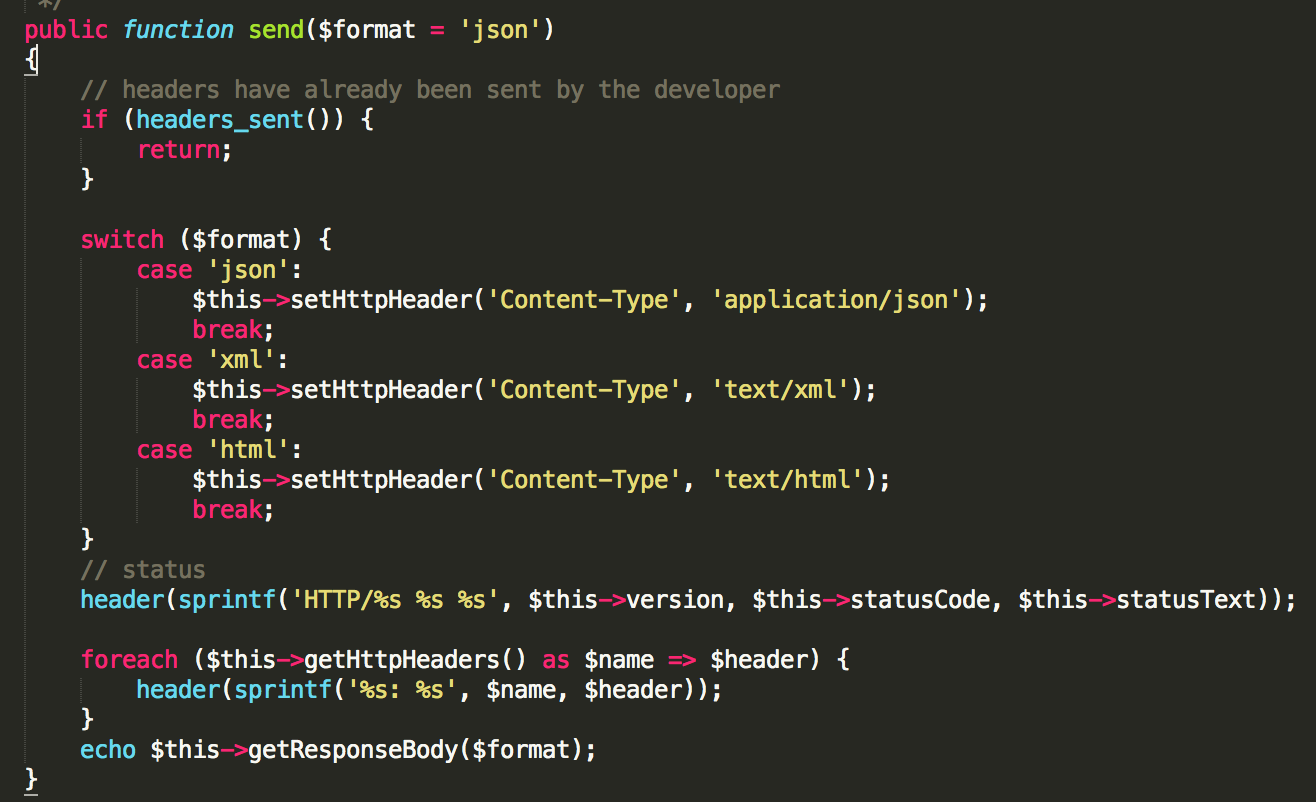 */
public function send($format = 'json')
{
    // headers have already been sent by the developer
    if (headers_sent()) {
        return;
    }

    switch ($format) {
        case 'json':
            $this->setHttpHeader('Content-Type', 'application/json');
            break;
        case 'xml':
            $this->setHttpHeader('Content-Type', 'text/xml');
            break;
        case 'html':
            $this->setHttpHeader('Content-Type', 'text/html');
            break;
    }
    // status
    header(sprintf('HTTP/%s %s %s', $this->version, $this->statusCode, $this->statusText));

    foreach ($this->getHttpHeaders() as $name => $header) {
        header(sprintf('%s: %s', $name, $header));
    }
    echo $this->getResponseBody($format);
}